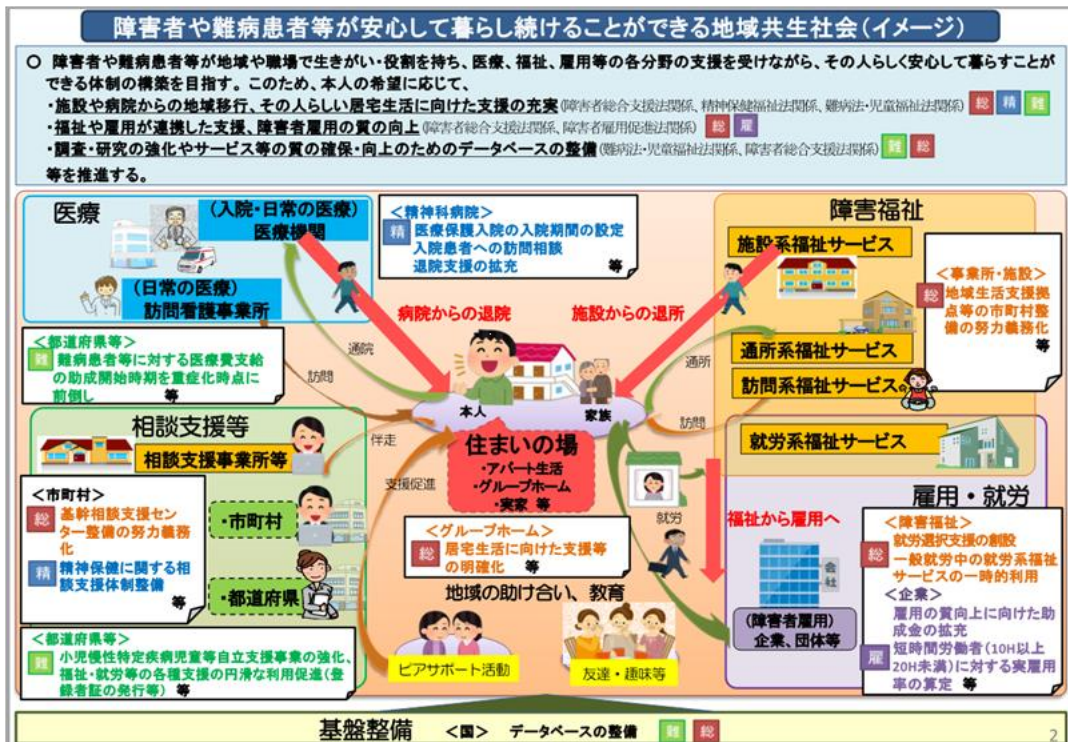 障害者や難病患者等が安心して暮らし続けることができる地域共生社会(イメージ)
○ 障害者や難病患者等が地域や職場で生きがい・役割を持ち、医療、福祉、雇用等の各分野の支援を受けながら、その人らしく安心して暮らすことが
できる体制の構築を目指す。このため、本人の希望に応じて、
・施設や病院からの地域移行、その人らしい居宅生活に向けた支援の充実(障害者総合支援法関係、精神保健福祉法関係、難病法・児童福祉法関係) 総 精 難
・福祉や雇用が連携した支援、障害者雇用の質の向上(障害者総合支援法関係、障害者雇用促進法関係) 総 雇
・調査・研究の強化やサービス等の質の確保・向上のためのデータベースの整備(難病法・児童福祉法関係、障害者総合支援法関係) 難 総
等を推進する。
医療
(入院・日常の医療)
医療機関
(日常の医療)
訪問看護事業所
<精神科病院>
精 医療保護入院の入院期間の設定
入院患者への訪問相談
退院支援の拡充 等
障害福祉
施設系福祉サービス
<事業所・施設>
総 地域生活支援拠
点等の市町村整
備の努力義務化
等
通所系福祉サービス
訪問系福祉サービス
就労系福祉サービス
病院からの退院
施設からの退所
通院
訪問
通所
訪問
<都道府県等>
難 難病患者等に対する医療費支給
の助成開始時期を重症化時点に
前倒し 等
本人
家族
住まいの場
・アパート生活
・グループホーム
・実家 等
相談支援等
相談支援事業所等
伴走
支援促進
<市町村>
総 基幹相談支援セン
ター整備の努力義務
化
精 精神保健に関する相
談支援体制整備
等
・市町村
・都道府県
<都道府県等>
難 小児慢性特定疾病児童等自立支援事業の強化、
福祉・就労等の各種支援の円滑な利用促進(登
録者証の発行等) 等
<グループホーム>
総 居宅生活に向けた支援等
の明確化 等
地域の助け合い、教育
ピアサポート活動
友達・趣味等
就労
福祉から雇用へ
雇用・就労
会社
(障害者雇用)
企業、団体等
<障害福祉>
総 就労選択支援の創設
一般就労中の就労系福祉
サービスの一時的利用
<企業>
雇用の質向上に向けた助
成金の拡充
雇 短時間労働者(10H以上
20H未満)に対する実雇用
率の算定 等
基盤整備 <国> データベースの整備 難 総
2